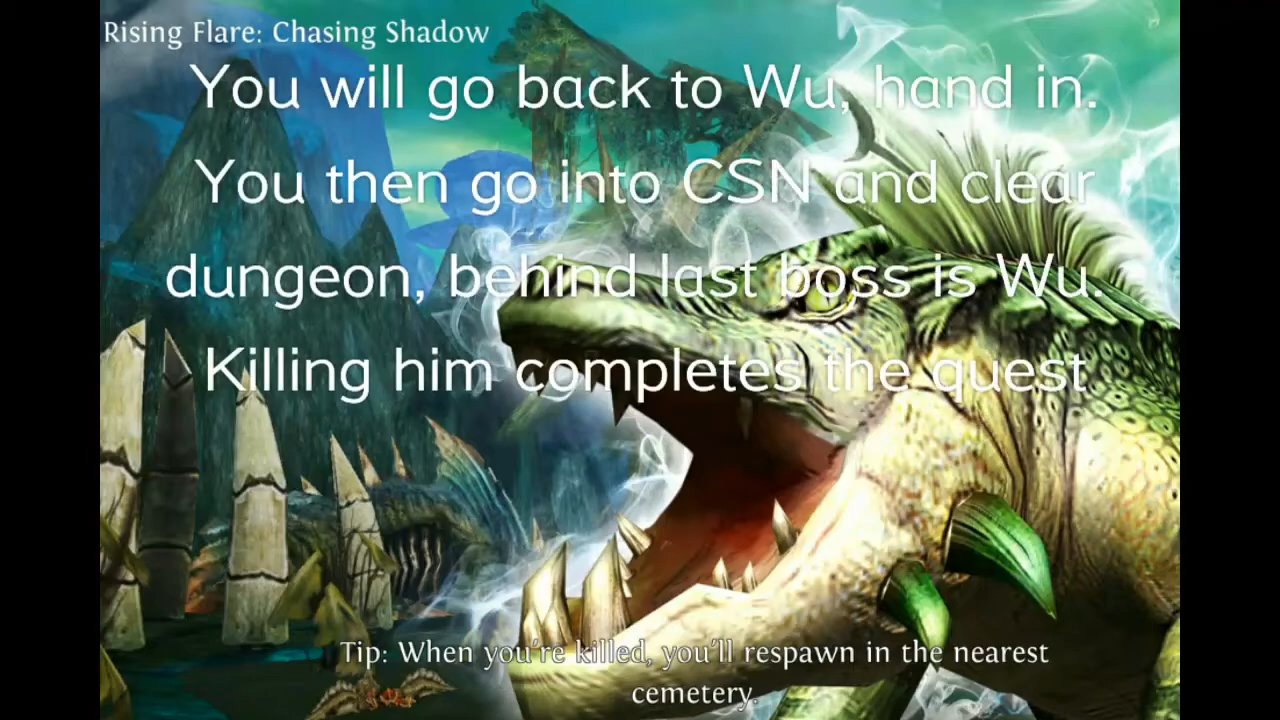 Rising Flare: Chasing Shadow
You will go back to Wu, hand in.
You then go into CSN and clear
dungeon, behind last boss is Wu.
Killing him completes the quest
Tip: When you're killed, you'll respawn in the nearest
cemetery.